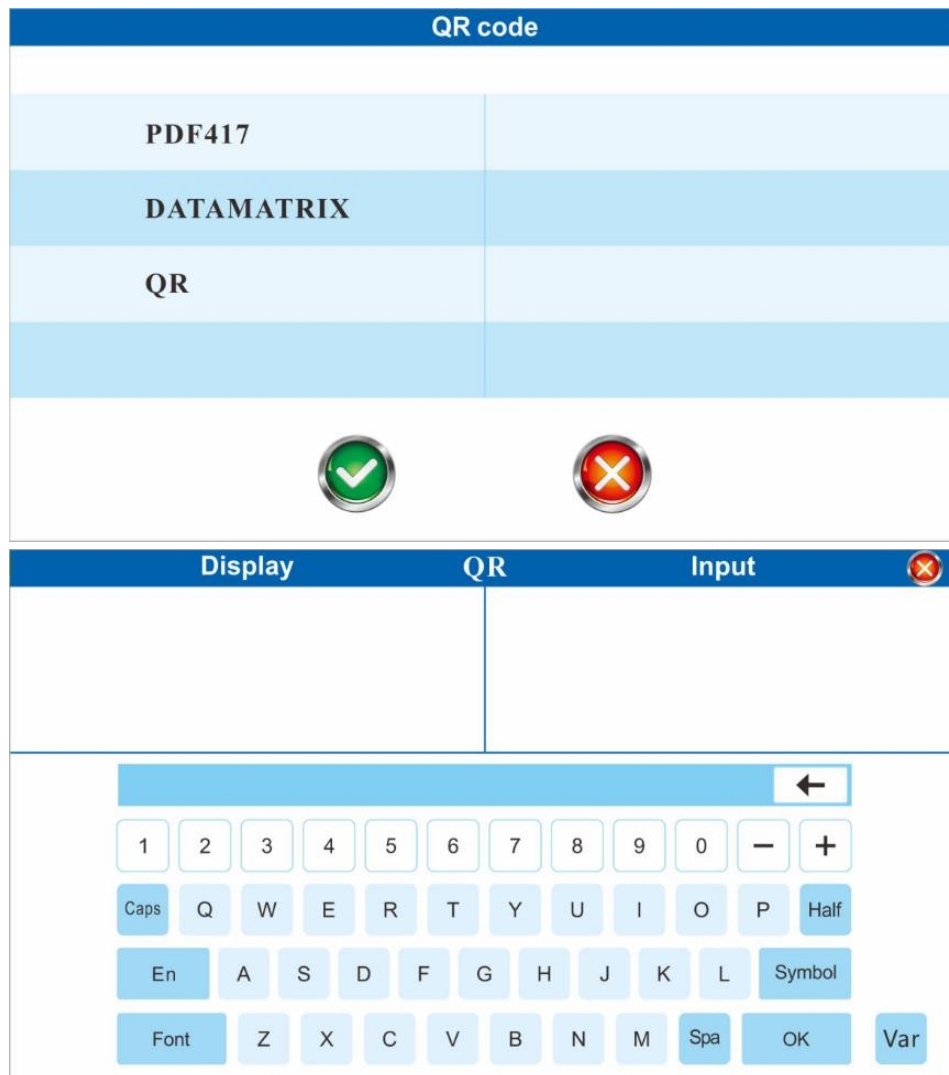 QR code
PDF417
DATAMATRIX
QR
Display QR Input
1 2 3 4 5 6 7 8 9 0 - +
Caps Q W E R T Y U I O P Half
En A S D F G H J K L Symbol
Font Z X C V B N M Spa OK Var